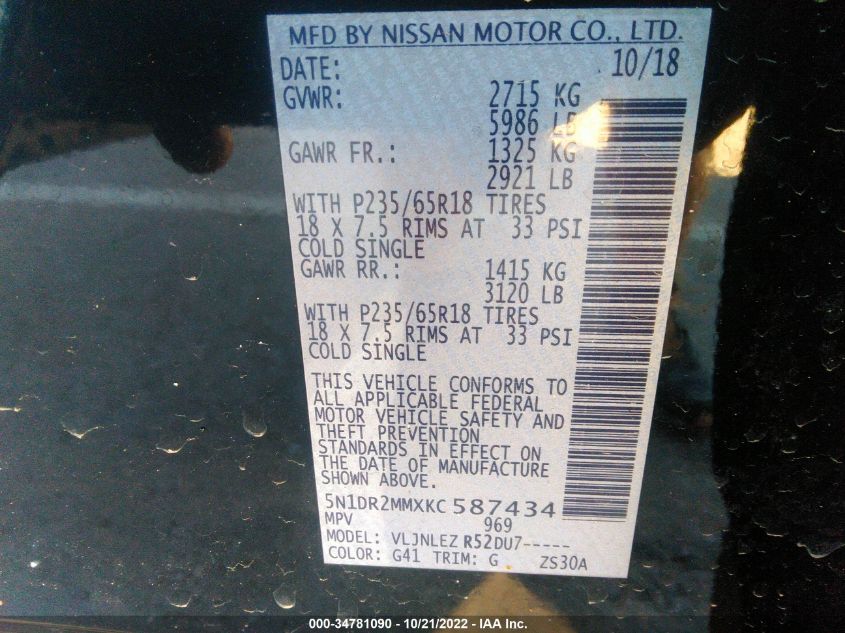 MFD BY NISSAN MOTOR CO., LTD.
DATE: 10/18
GVWR: 2715 KG
5986 LB
GAWR FR.: 1325 KG
2921 LB
WITH P235/65R18 TIRES
18 X 7.5 RIMS AT 33 PSI
COLD SINGLE
GAWR RR.: 1415 KG
3120 LB
WITH P235/65R18 TIRES
18 X 7.5 RIMS AT 33 PSI
COLD SINGLE
THIS VEHICLE CONFORMS TO
ALL APPLICABLE FEDERAL
MOTOR VEHICLE SAFETY AND
THEFT PREVENTION
STANDARDS IN EFFECT ON
THE DATE OF MANUFACTURE
SHOWN ABOVE.
5N1DR2MMXKC 587434
MPV 969
MODEL: VLJNLEZ R52DU7-----
COLOR: G41 TRIM: G ZS30A
000-34781090 - 10/21/2022 - IAA Inc.